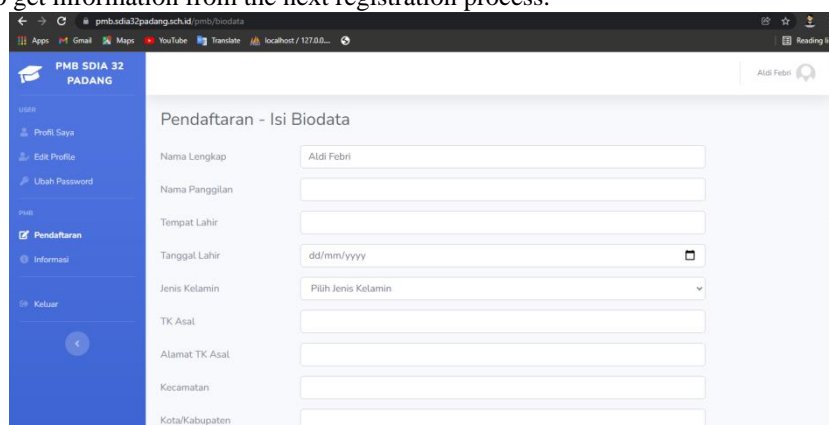 o get information from the next registration process.
pmb.sdia32padang.sch.id/pmb/biodata
Apps Gmail Maps YouTube Translate localhost / 127.0.0...
Reading li
PMB SDIA 32
PADANG
Aldi Febri
USER
Profil Saya
Edit Profile
Ubah Password
PMB
Pendaftaran
Informasi
Keluar
Pendaftaran - Isi Biodata
Nama Lengkap Aldi Febri
Nama Panggilan
Tempat Lahir
Tanggal Lahir dd/mm/yyyy
Jenis Kelamin Pilih Jenis Kelamin
TK Asal
Alamat TK Asal
Kecamatan
Kota/Kabupaten